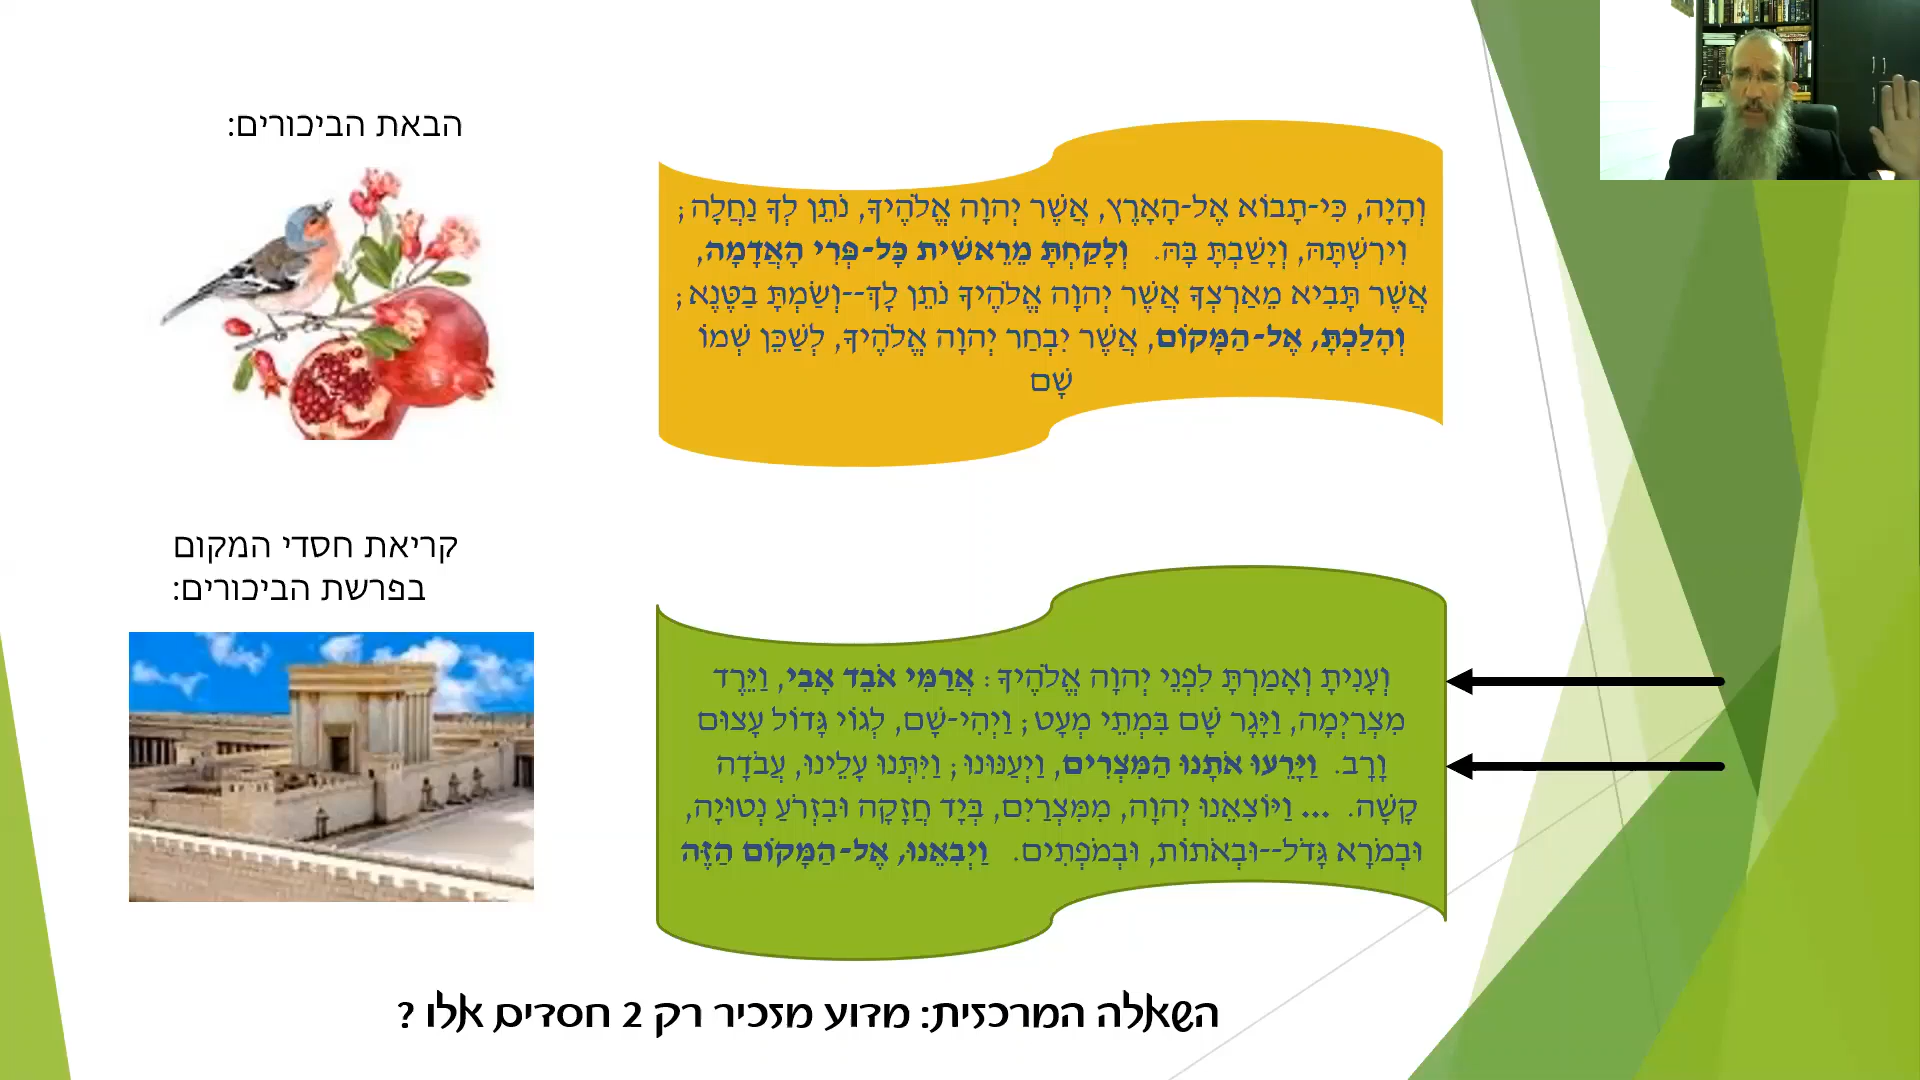 הבאת הביכורים:
וְהָיָה, כִּי-תָבוֹא אֶל-הָאָרֶץ, אֲשֶׁר יְהוָה אֱלֹהֶיךָ, נֹתֵן לְךָ נַחֲלָה;
וִירִשְׁתָּהּ, וְיָשַׁבְתָּ בָּהּ. וְלָקַחְתָּ מֵרֵאשִׁית כָּל-פְּרִי הָאֲדָמָה,
אֲשֶׁר תָּבִיא מֵאַרְצְךָ אֲשֶׁר יְהוָה אֱלֹהֶיךָ נֹתֵן לָךְ--וְשַׂמְתָּ בַטֶּנֶא;
וְהָלַכְתָּ, אֶל-הַמָּקוֹם, אֲשֶׁר יִבְחַר יְהוָה אֱלֹהֶיךָ, לְשַׁכֵּן שְׁמוֹ
שָׁם
קריאת חסדי המקום
בפרשת הביכורים:
וְעָנִיתָ וְאָמַרְתָּ לִפְנֵי יְהוָה אֱלֹהֶיךָ: אֲרַמִּי אֹבֵד אָבִי, וַיֵּרֶד
מִצְרַיְמָה, וַיָּגָר שָׁם בִּמְתֵי מְעָט; וַיְהִי-שָׁם, לְגוֹי גָּדוֹל עָצוּם
וָרָב. וַיָּרֵעוּ אֹתָנוּ הַמִּצְרִים, וַיְעַנּוּנוּ; וַיִּתְּנוּ עָלֵינוּ, עֲבֹדָה
קָשָׁה. ... וַיּוֹצִאֵנוּ יְהוָה, מִמִּצְרַיִם, בְּיָד חֲזָקָה וּבִזְרֹעַ נְטוּיָה,
וּבְמֹרָא גָּדֹל--וּבְאֹתוֹת, וּבְמֹפְתִים. וַיְבִאֵנוּ, אֶל-הַמָּקוֹם הַזֶּה
השאלה המרכזית: מדוע מזכיר רק 2 חסדים אלו ?